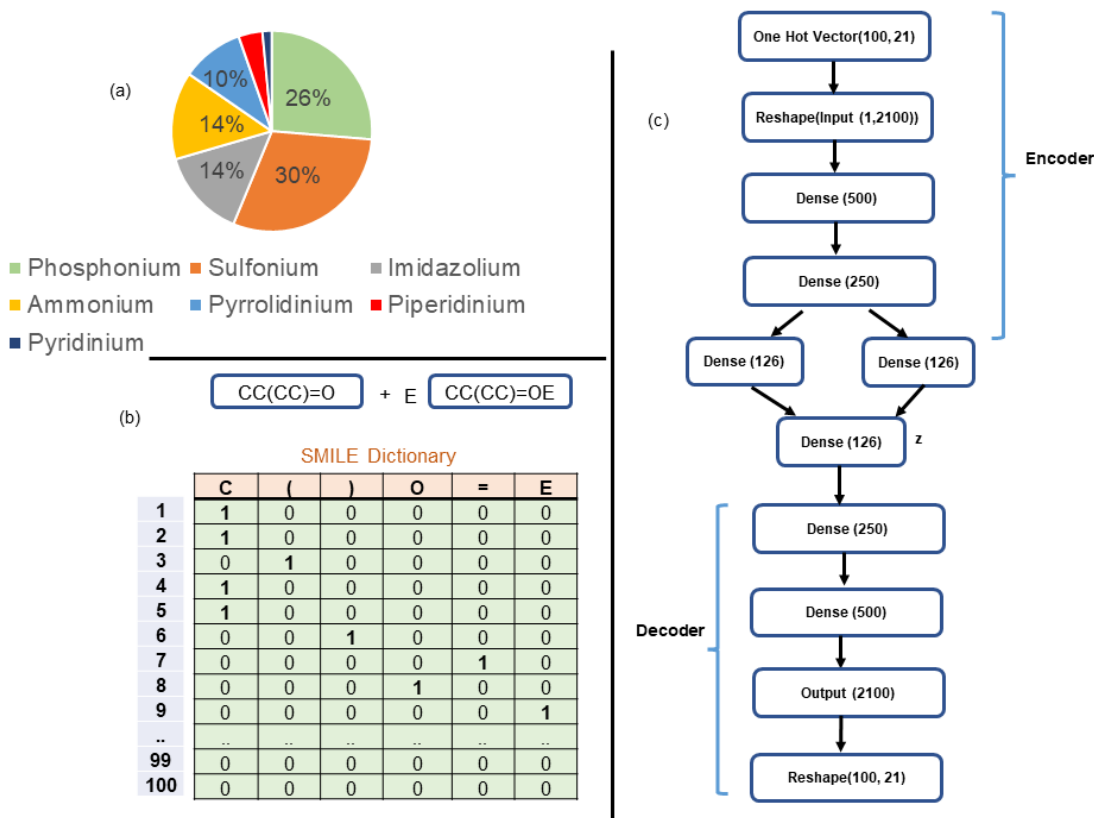 (a)
26%
30%
14%
14%
10%
Phosphonium Sulfonium Imidazolium
Ammonium Pyrrolidinium Piperidinium
Pyridinium
(b)
CC(CC)=O + E CC(CC)=OE
SMILE Dictionary
C ( ) O = E
1 1 0 0 0 0 0
2 1 0 0 0 0 0
3 0 1 0 0 0 0
4 1 0 0 0 0 0
5 1 0 0 0 0 0
6 0 0 1 0 0 0
7 0 0 0 0 1 0
8 0 0 0 1 0 0
9 0 0 0 0 0 1
.. .. .. .. .. .. ..
99 0 0 0 0 0 0
100 0 0 0 0 0 0
(c)
One Hot Vector(100, 21)
Reshape(Input (1,2100))
Dense (500)
Dense (250)
Encoder
Dense (126) Dense (126)
Dense (126) z
Dense (250)
Dense (500)
Decoder
Output (2100)
Reshape(100, 21)